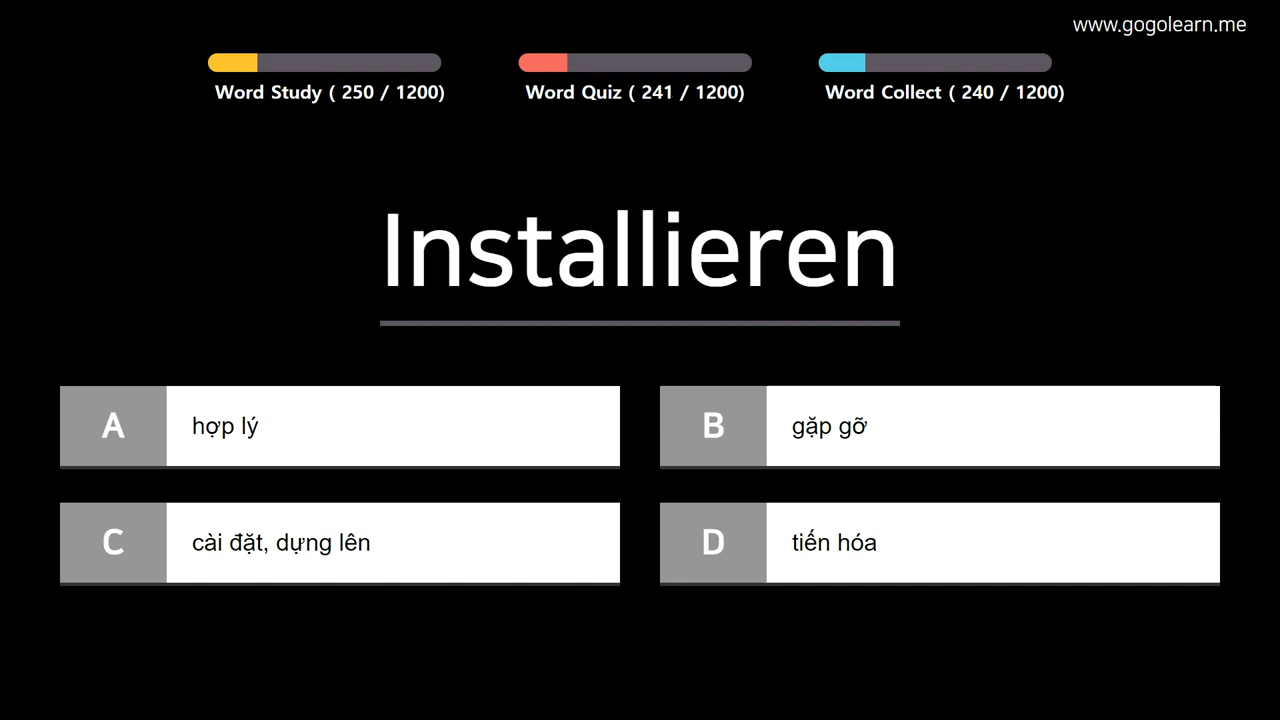 www.gogolearn.me
Word Study ( 250 / 1200)
Word Quiz ( 241 / 1200)
Word Collect ( 240 / 1200)
Installieren
A
hợp lý
B
gặp gỡ
C
cài đặt, dựng lên
D
tiến hóa